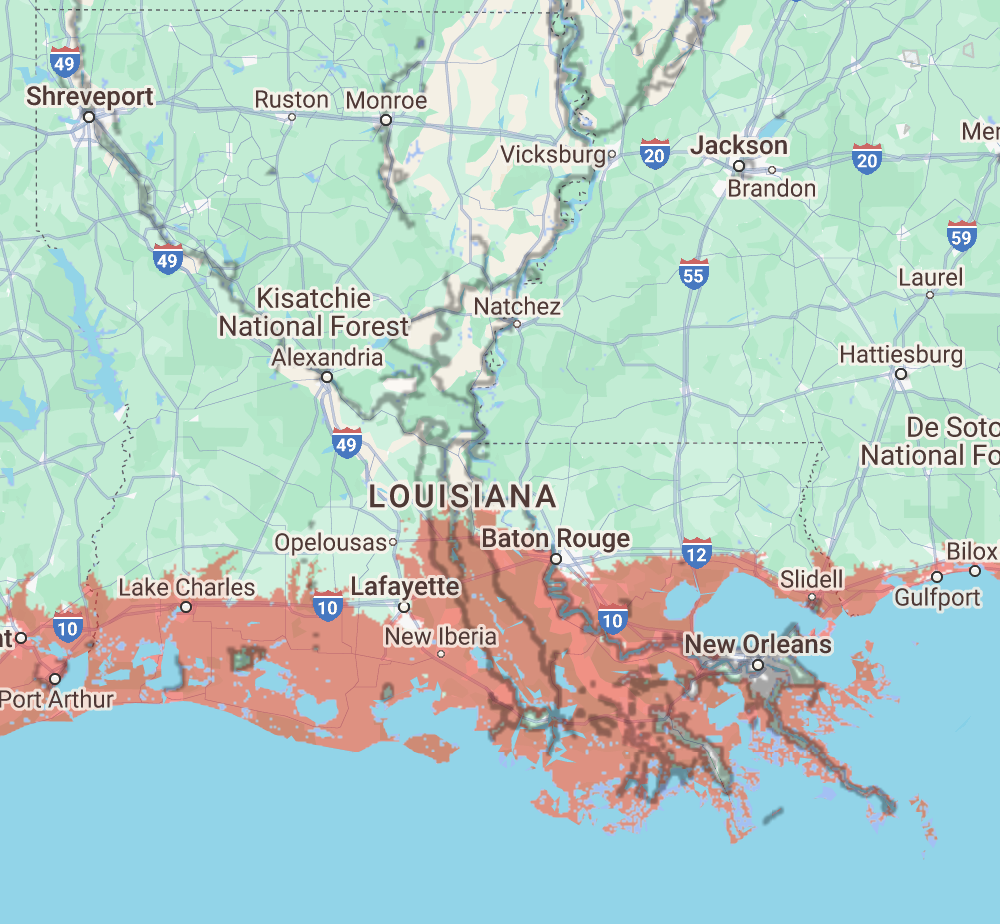 49
Shreveport
Ruston
Monroe
Vicksburg
20
Jackson
20
Mer
Brandon
49
59
55
Laurel
Kisatchie
National Forest
Natchez
Alexandria
Hattiesburg
49
De Soto
National Fo
LOUISIANA
Opelousas
Baton Rouge
12
Bilox
Lake Charles
Lafayette
Slidell
Gulfport
10
10
10
nt
New Iberia
New Orleans
Port Arthur